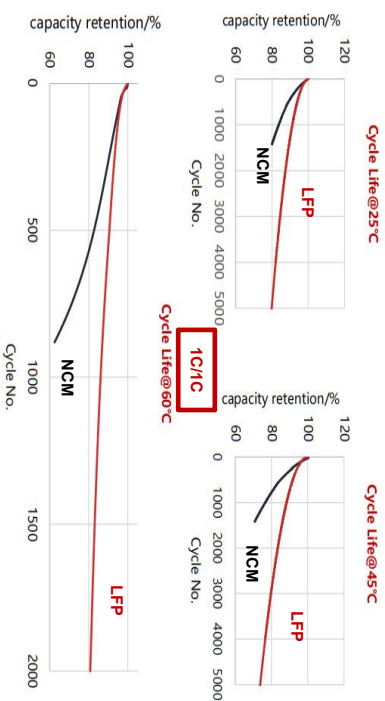 Cycle Life@25℃
capacity retention/%
120
100
80
60
0
1000
2000
3000
4000
5000
LFP
NCM
Cycle No.
Cycle Life@45℃
capacity retention/%
120
100
80
60
0
1000
2000
3000
4000
5000
NCM
LFP
Cycle No.
1C/1C
Cycle Life@60℃
capacity retention/%
100
80
60
0
500
1000
1500
2000
NCM
LFP
Cycle No.